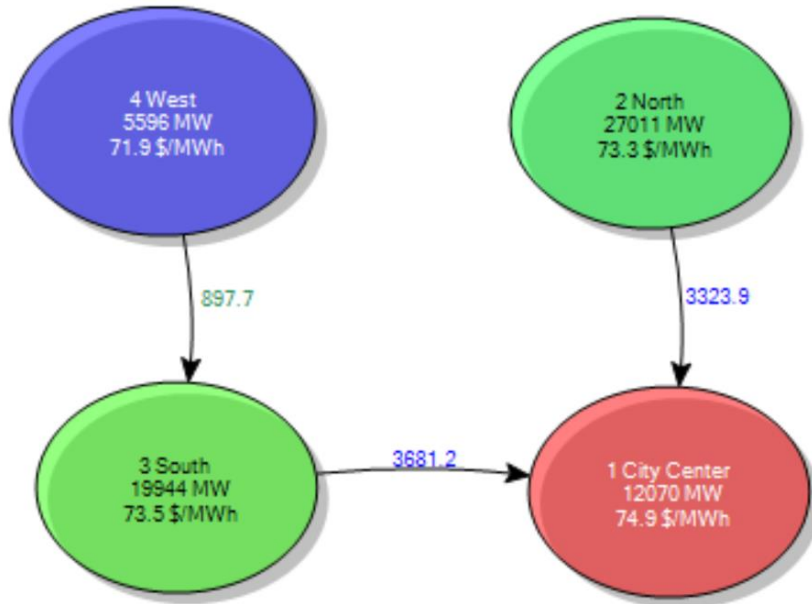 4 West
5596 MW
71.9 $/MWh
2 North
27011 MW
73.3 $/MWh
897.7
3323.9
3 South
19944 MW
73.5 $/MWh
3681.2
1 City Center
12070 MW
74.9 $/MWh